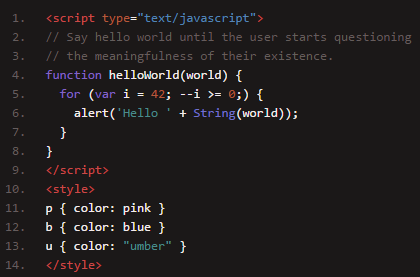 1. <script type="text/javascript">
2. // Say hello world until the user starts questioning
3. // the meaningfulness of their existence.
4. function helloWorld(world) {
5.   for (var i = 42; --i >= 0;) {
6.     alert('Hello ' + String(world));
7.   }
8. }
9. </script>
10. <style>
11. p { color: pink }
12. b { color: blue }
13. u { color: "umber" }
14. </style>